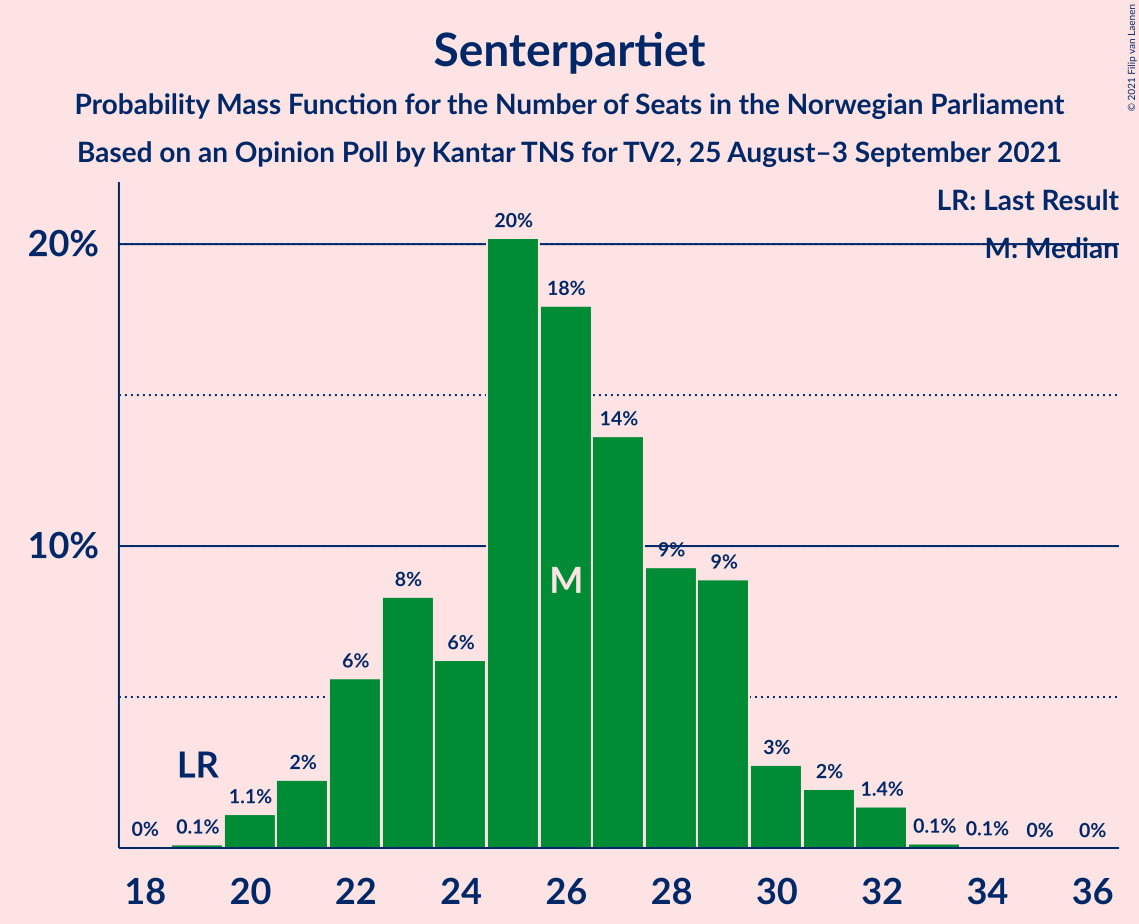 Senterpartiet
Probability Mass Function for the Number of Seats in the Norwegian Parliament
Based on an Opinion Poll by Kantar TNS for TV2, 25 August–3 September 2021
© 2021 Filip van Laenen
LR: Last Result
M: Median
20%
10%
0%
0.1%
1.1%
2%
6%
8%
6%
20%
18%
14%
9%
9%
3%
2%
1.4%
0.1%
0.1%
0%
0%
LR
M
18 20 22 24 26 28 30 32 34 36